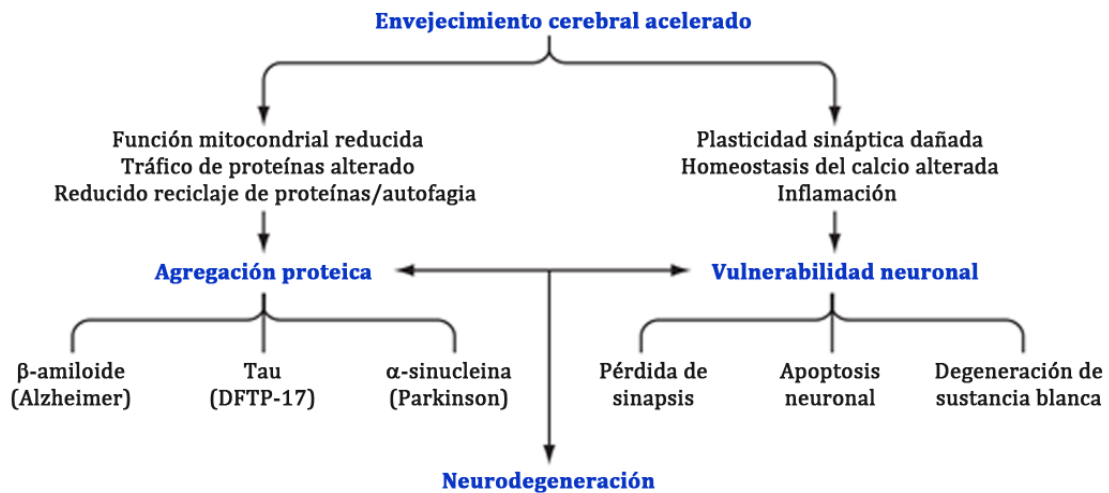 Envejecimiento cerebral acelerado
Función mitocondrial reducida
Tráfico de proteínas alterado
Reducido reciclaje de proteínas/autofagia
Plasticidad sináptica dañada
Homeostasis del calcio alterada
Inflamación
Agregación proteica
Vulnerabilidad neuronal
β-amiloide
(Alzheimer)
Tau
(DFTP-17)
α-sinucleina
(Parkinson)
Pérdida de
sinapsis
Apoptosis
neuronal
Degeneración de
sustancia blanca
Neurodegeneración